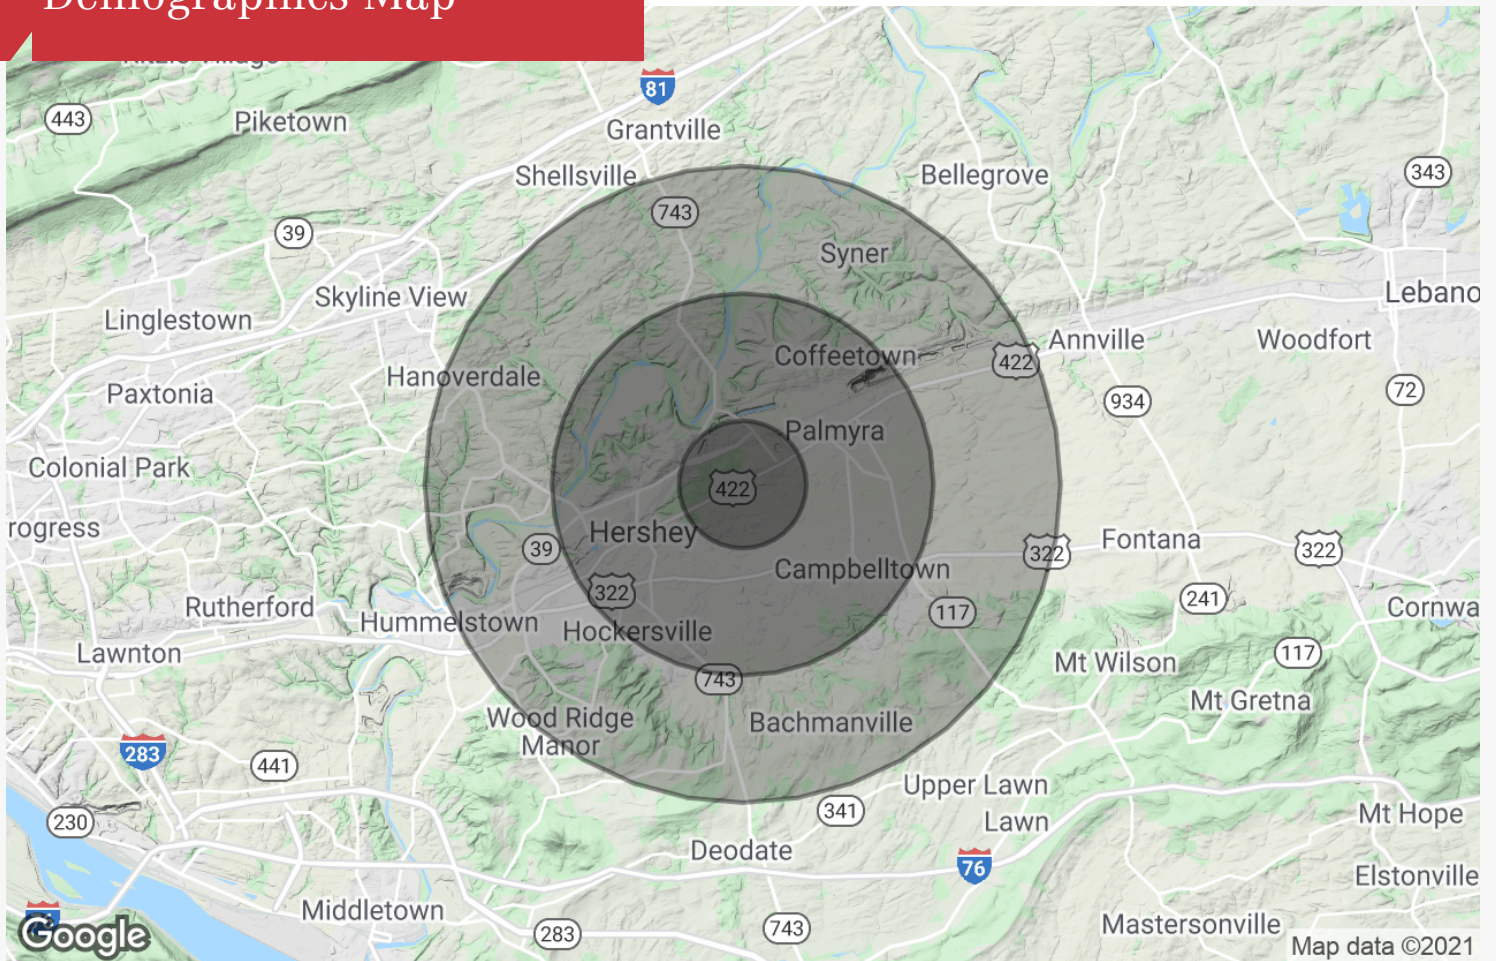 Demographics Map
81
443
Piketown
Grantville
Shellsville
Bellegrove
343
743
39
Syner
Skyline View
Lebano
Linglestown
Annville
Woodfort
Coffeetown
422
Hanoverdale
72
Paxtonia
934
Palmyra
Colonial Park
422
rogress
Hershey
39
Fontana
322
322
Campbelltown
322
241
Rutherford
Cornwa
117
Hummelstown
Hockersville
Lawnton
117
Mt Wilson
743
Mt Gretna
Wood Ridge
Manor
Bachmanville
283
441
Upper Lawn
341
230
Lawn
Mt Hope
Deodate
76
Elstonville
Middletown
Mastersonville
743
283
Google
Map data ©2021